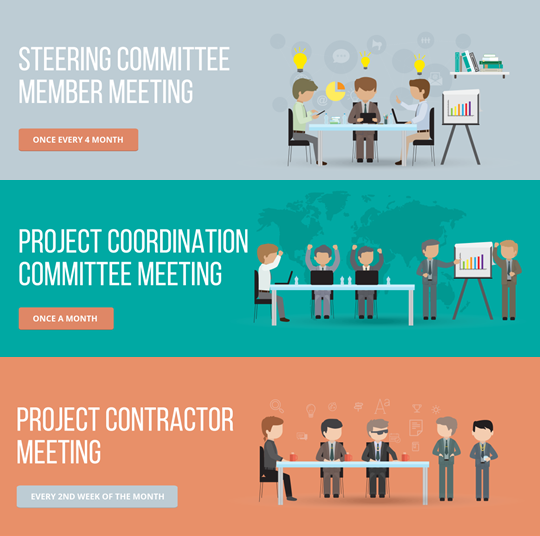 STEERING COMMITTEE
MEMBER MEETING
ONCE EVERY 4 MONTH
PROJECT COORDINATION
COMMITTEE MEETING
ONCE A MONTH
PROJECT CONTRACTOR
MEETING
EVERY 2ND WEEK OF THE MONTH